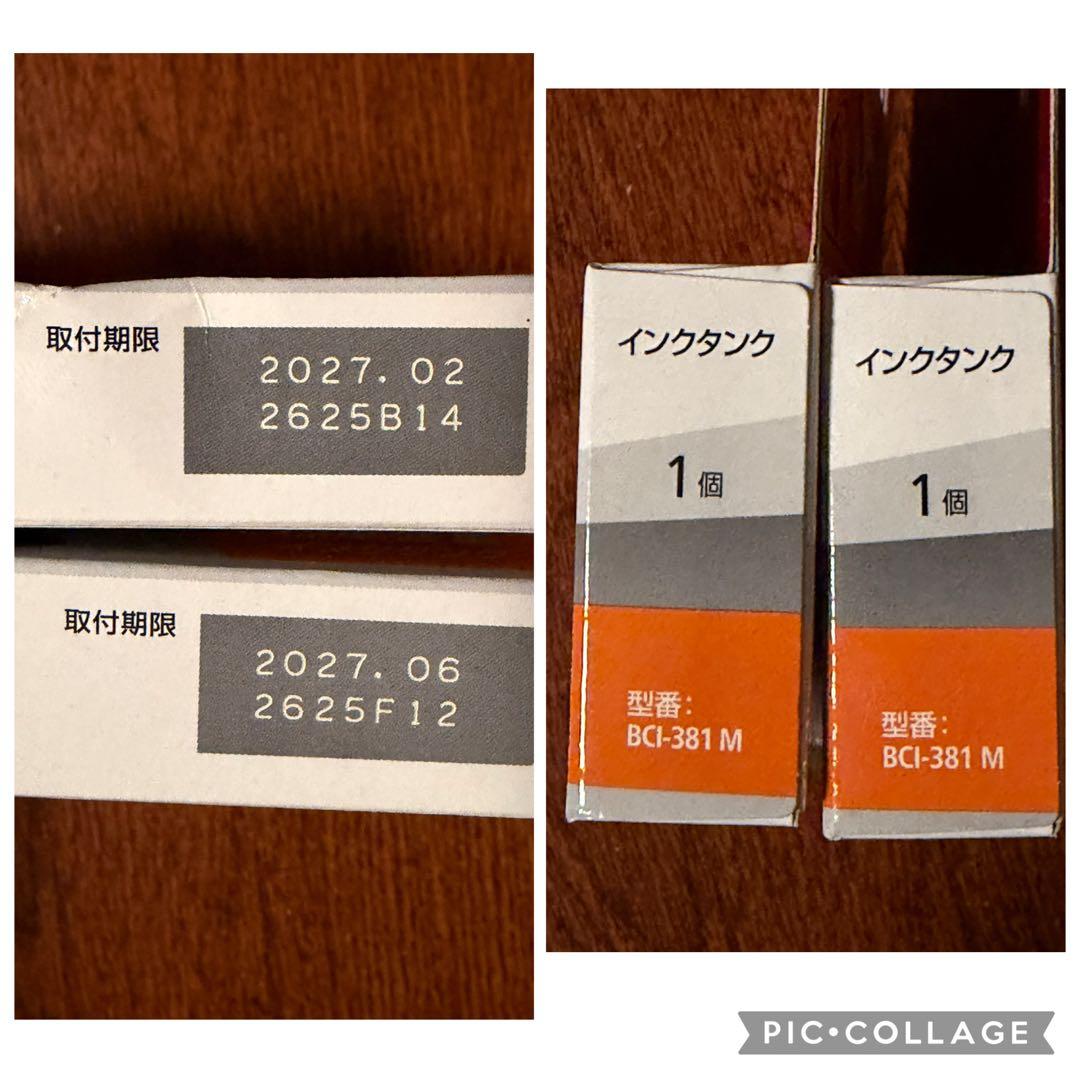 取付期限
2027.02
2625B14
取付期限
2027.06
2625F12
インクタンク
1個
型番:
BCI-381 M
インクタンク
1個
型番:
BCI-381 M
PIC•COLLAGE